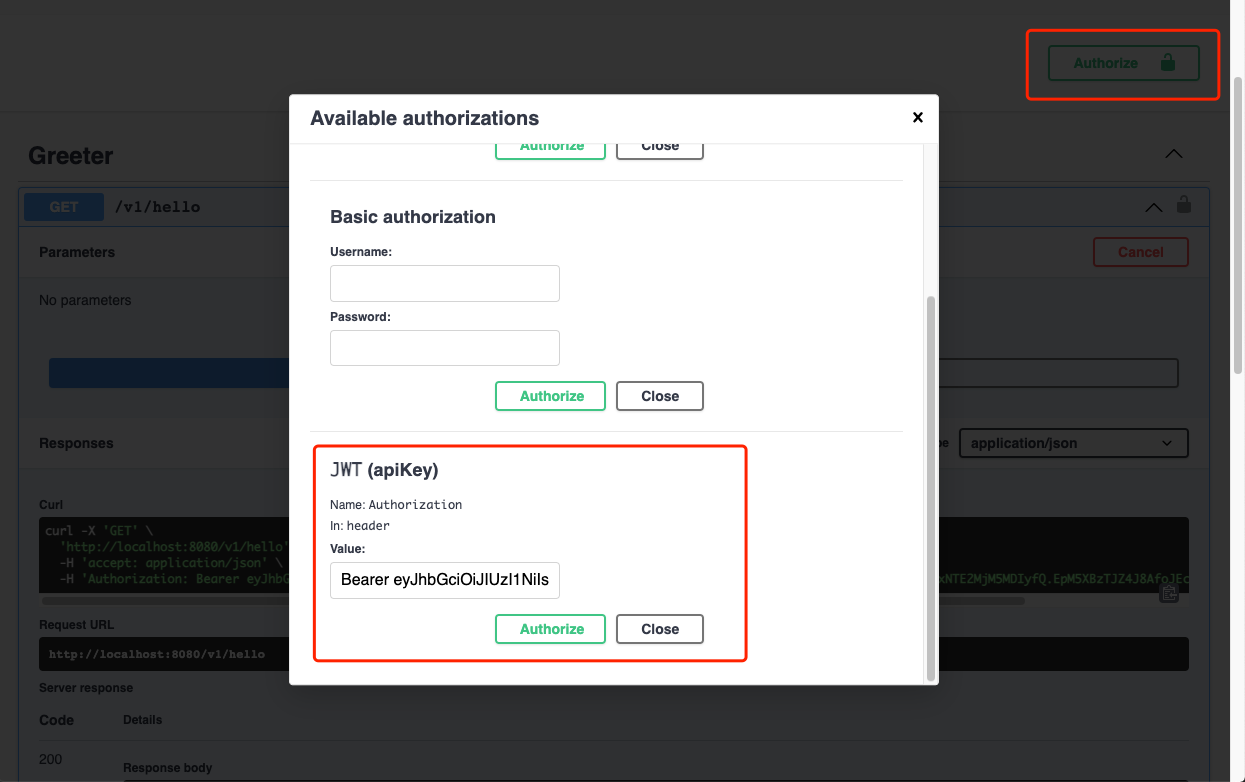 Authorize
Available authorizations
Authorize
Close
Greeter
GET /v1/hello
Basic authorization
Username:
Parameters
Cancel
No parameters
Password:
Authorize
Close
Responses
application/json
JWT (apiKey)
Name: Authorization
In: header
Value:
Bearer eyJhbGciOiJIUzI1NiIs
Authorize
Close
Curl
curl -X 'GET' \
'http://localhost:8080/v1/hello'
-H 'accept: application/json' \
-H 'Authorization: Bearer eyJhbG
xNTE2MjM5MDIyfQ.EpM5XBzTJZ4J8AfoJEc
Request URL
http://localhost:8080/v1/hello
Server response
Code
Details
200
Response body